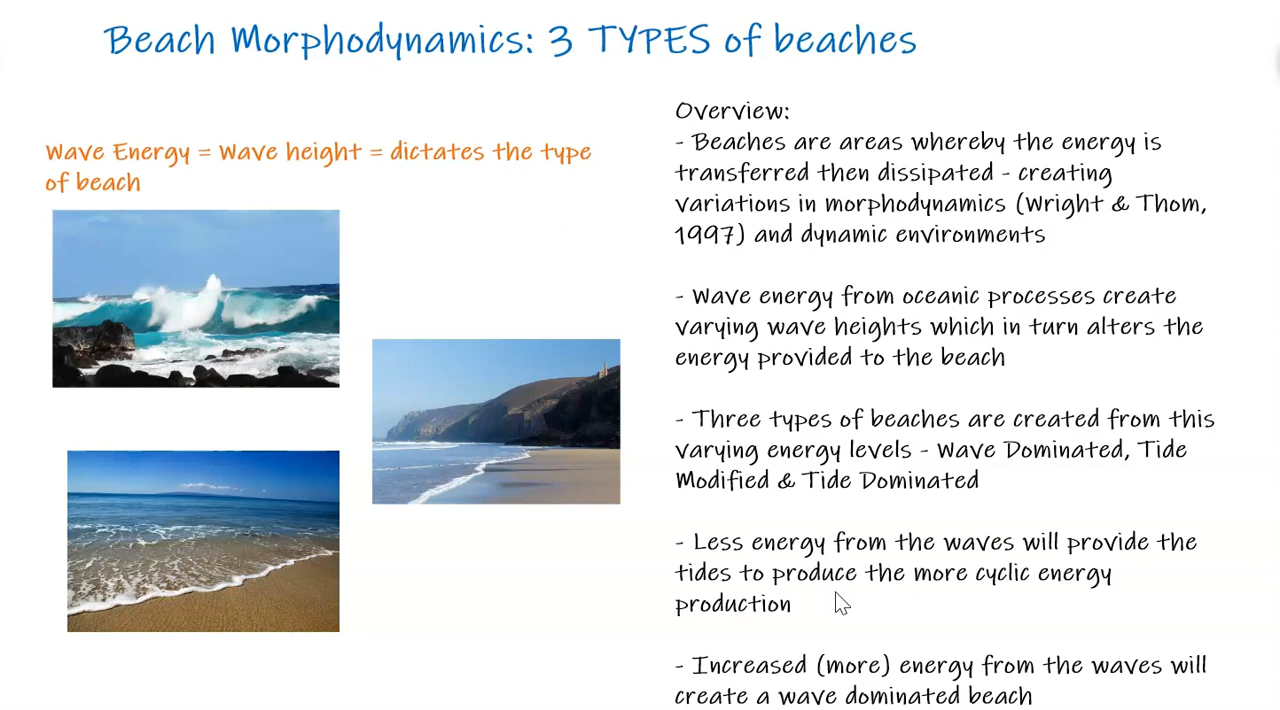 Beach Morphodynamics: 3 TYPES of beaches
Wave Energy = Wave height = dictates the type
of beach
Overview:
- Beaches are areas whereby the energy is
transferred then dissipated - creating
variations in morphodynamics (Wright & Thom,
1997) and dynamic environments
- Wave energy from oceanic processes create
varying wave heights which in turn alters the
energy provided to the beach
- Three types of beaches are created from this
varying energy levels - Wave Dominated, Tide
Modified & Tide Dominated
- Less energy from the waves will provide the
tides to produce the more cyclic energy
production
- Increased (more) energy from the waves will
create a wave dominated beach